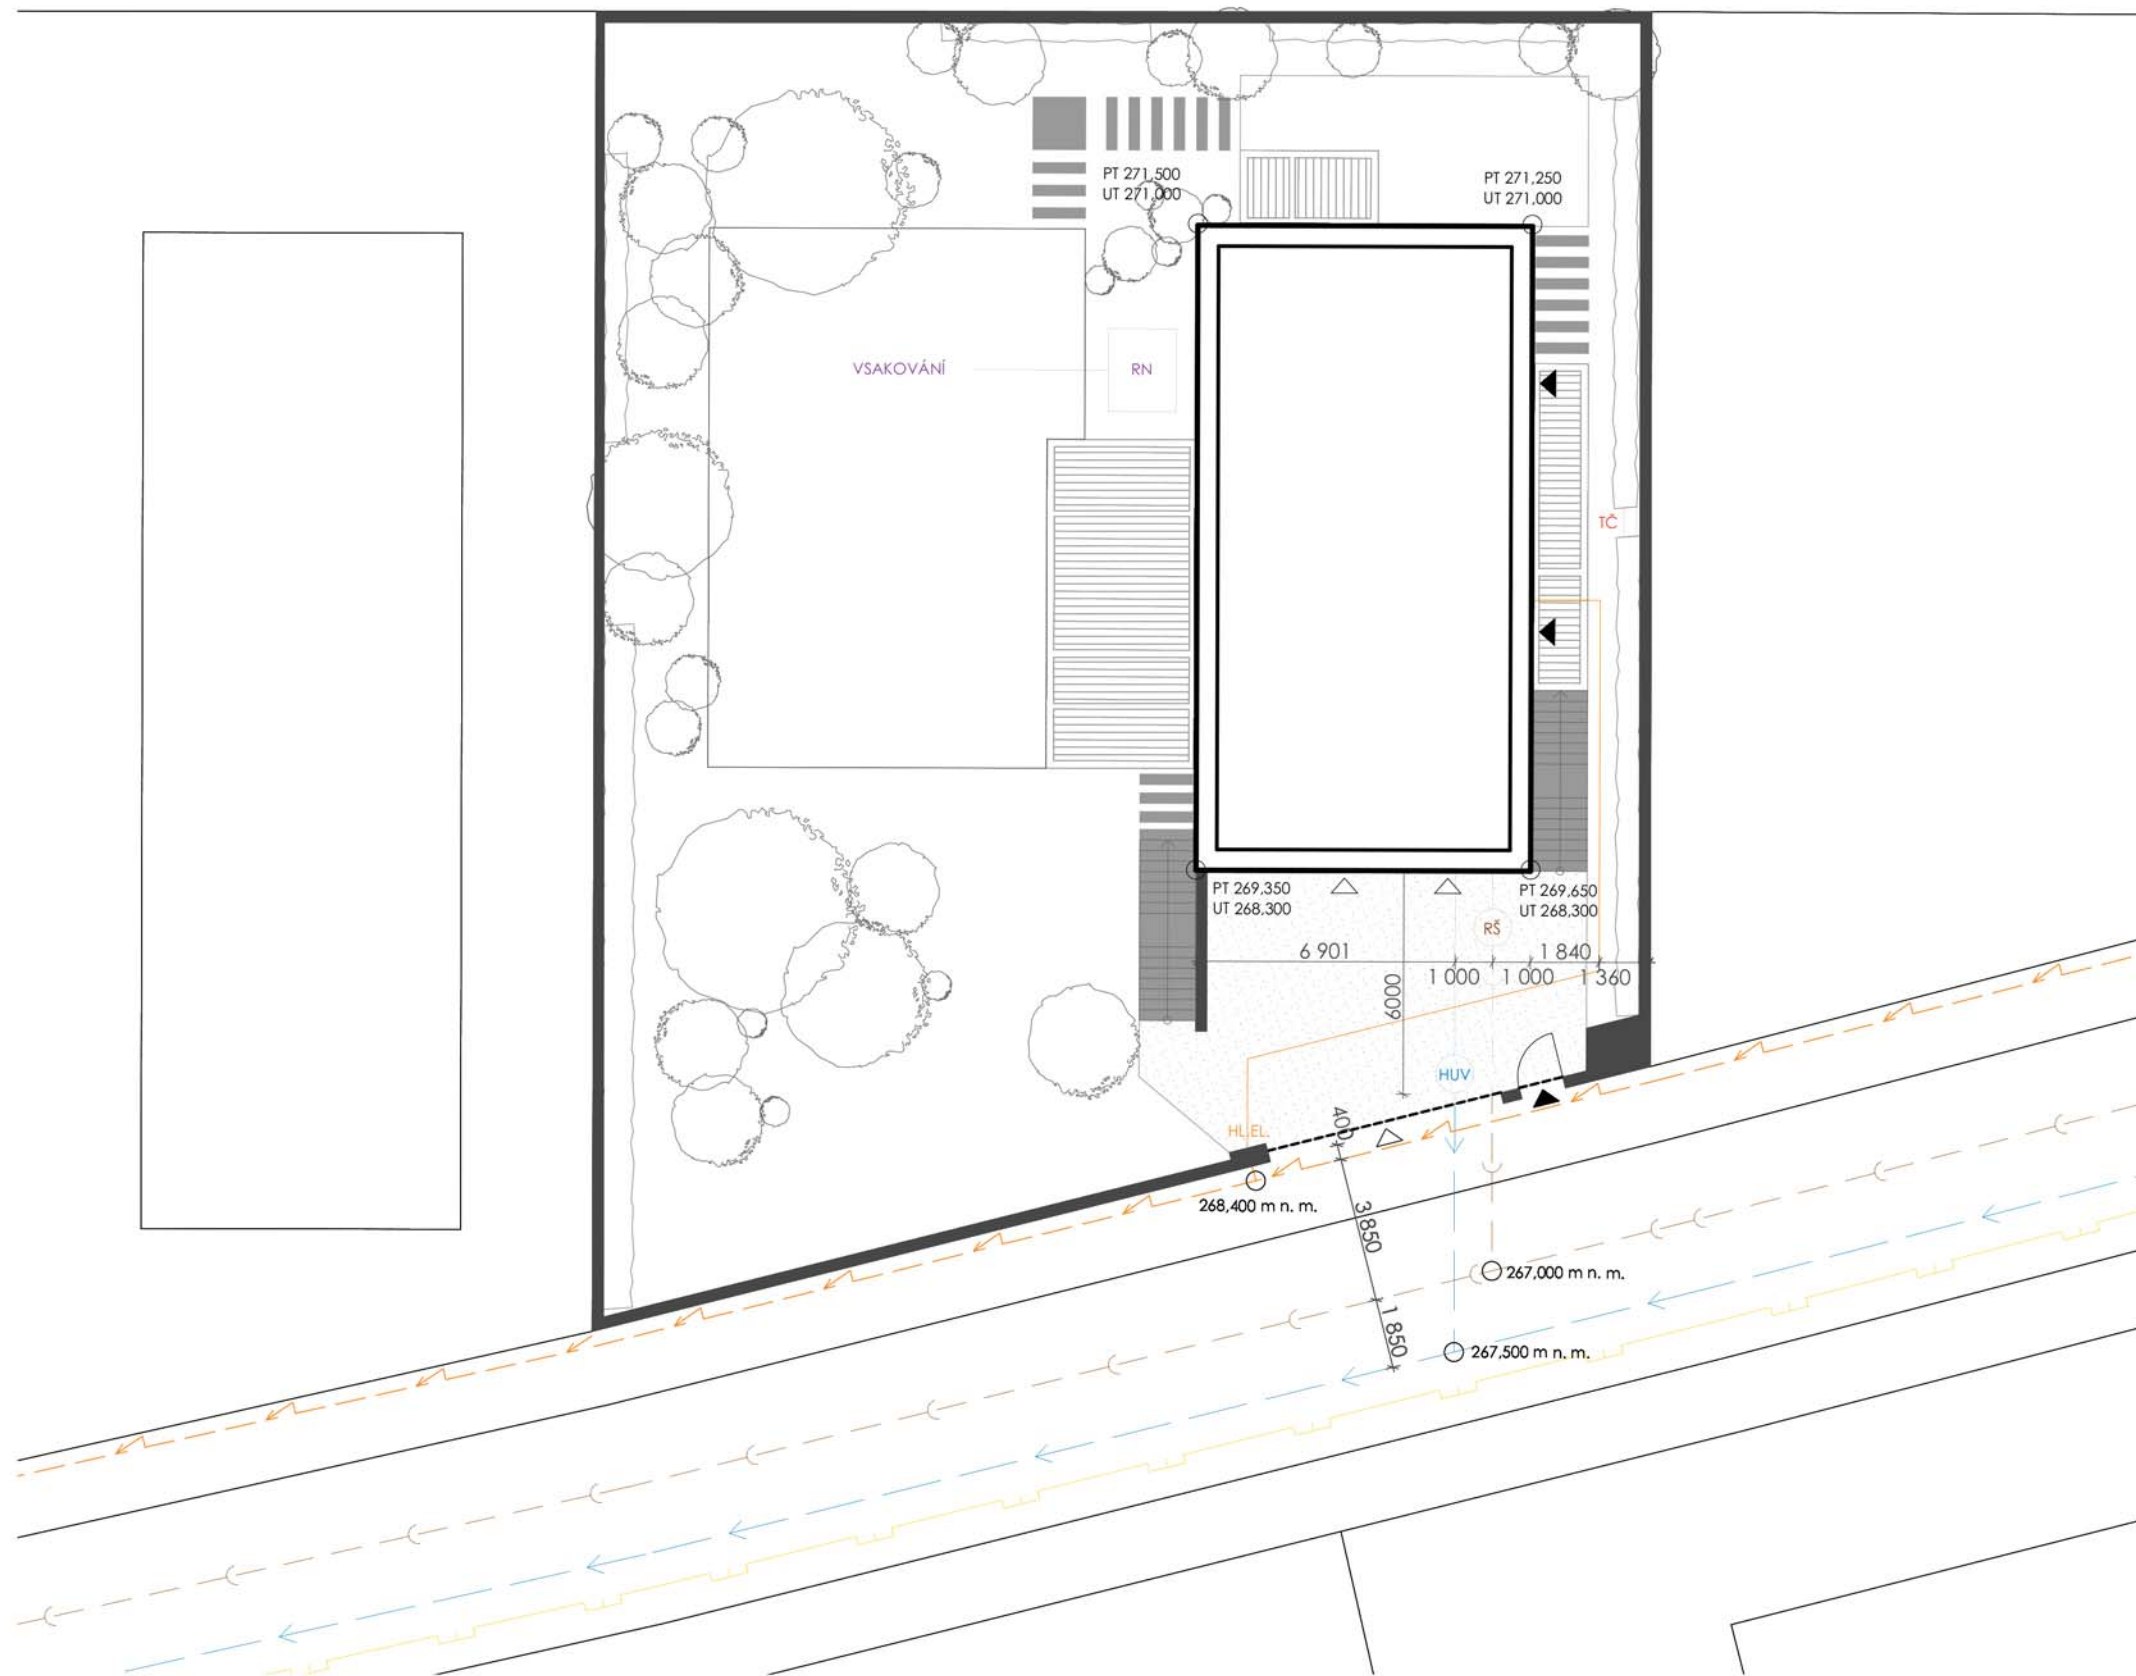 PT 271,500
UT 271,000
PT 271,250
UT 271,000
VSAKOVÁNÍ
RN
TČ
PT 269,350
UT 268,300
PT 269,650
UT 268,300
RŠ
6 901
1 840
1 000
1 000
1 360
6000
HUV
400
HL.EL.
268,400 m n. m.
3 850
267,000 m n. m.
1 850
267,500 m n. m.